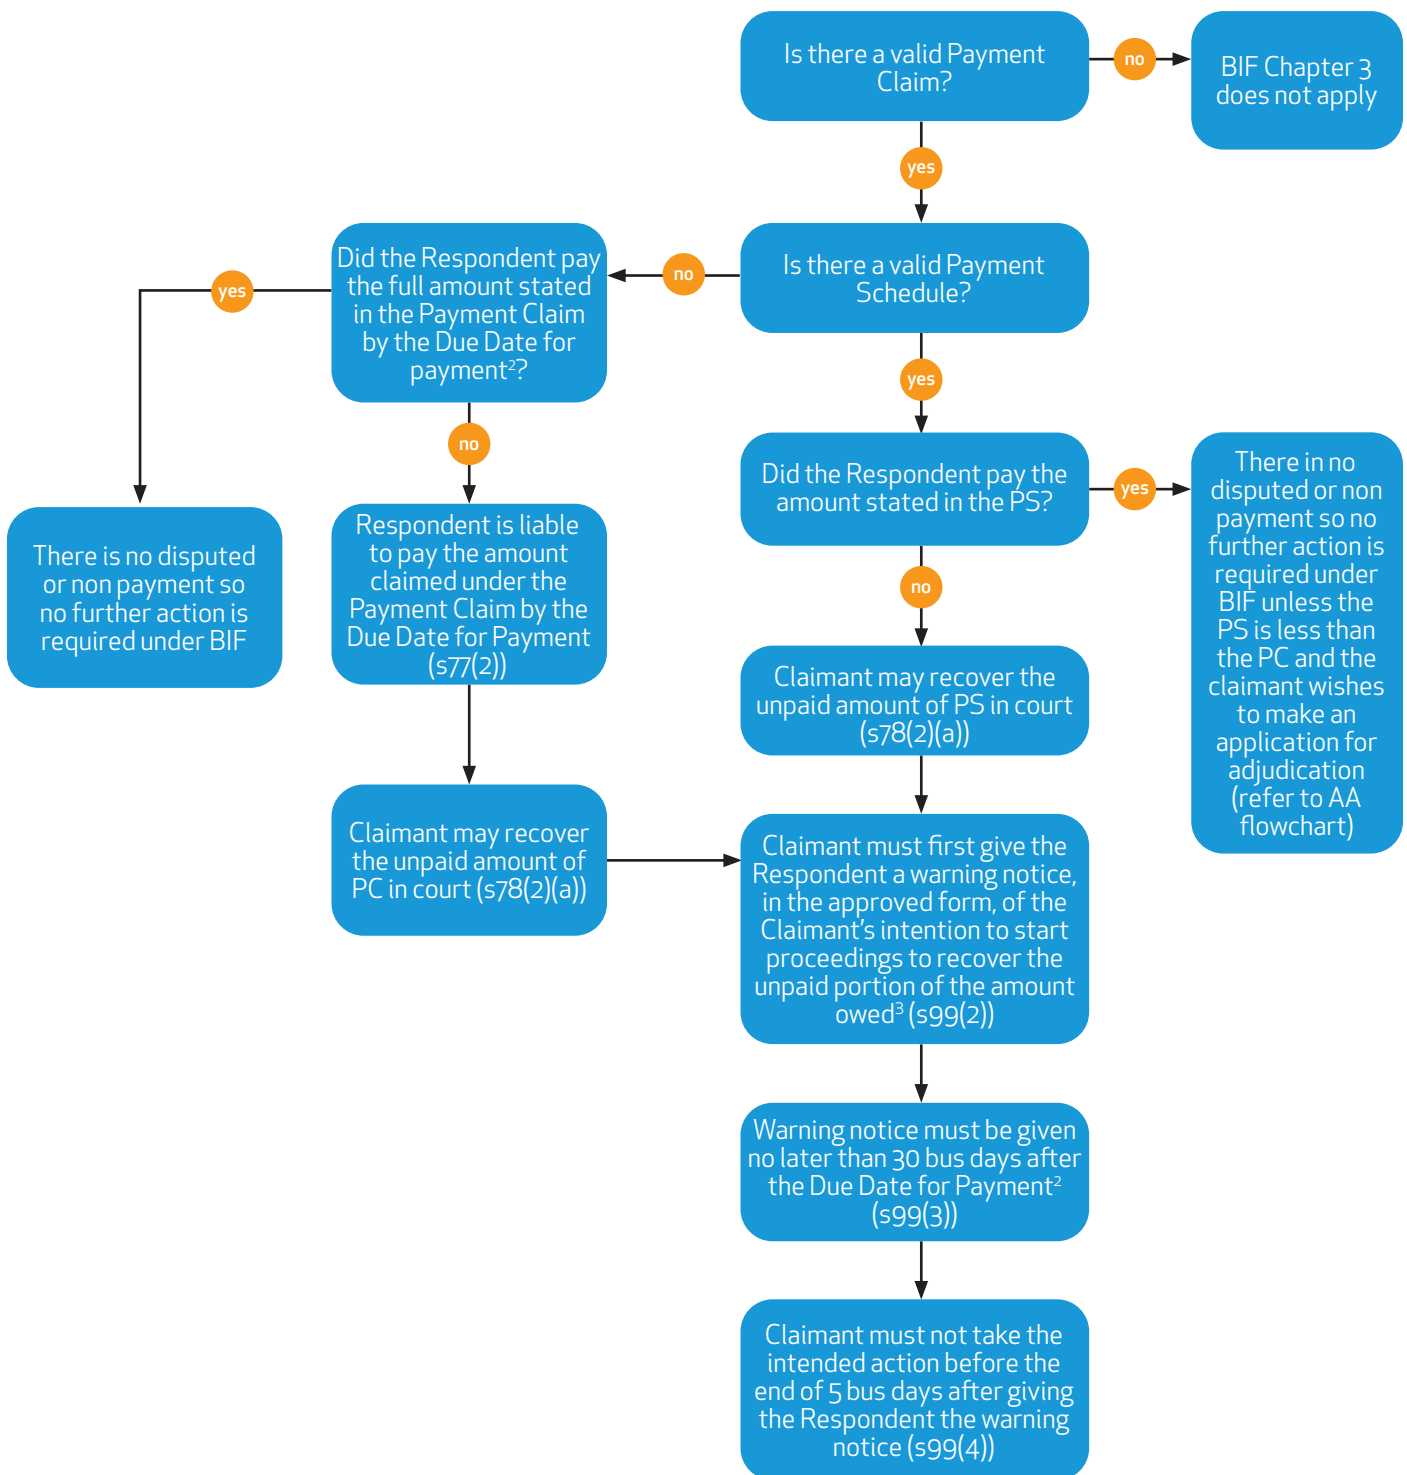 Is there a valid Payment
Claim?
no
BIF Chapter 3
does not apply
yes
Is there a valid Payment
Schedule?
no
Did the Respondent pay
the full amount stated
in the Payment Claim
by the Due Date for
payment²?
yes
There is no disputed
or non payment so
no further action is
required under BIF
no
Respondent is liable
to pay the amount
claimed under the
Payment Claim by the
Due Date for Payment
(s77(2))
Claimant may recover
the unpaid amount of
PC in court (s78(2)(a))
yes
Did the Respondent pay the
amount stated in the PS?
yes
There in no
disputed or non
payment so no
further action is
required under
BIF unless the
PS is less than
the PC and the
claimant wishes
to make an
application for
adjudication
(refer to AA
flowchart)
no
Claimant may recover the
unpaid amount of PS in court
(s78(2)(a))
Claimant must first give the
Respondent a warning notice,
in the approved form, of the
Claimant's intention to start
proceedings to recover the
unpaid portion of the amount
owed³ (s99(2))
Warning notice must be given
no later than 30 bus days after
the Due Date for Payment²
(s99(3))
Claimant must not take the
intended action before the
end of 5 bus days after giving
the Respondent the warning
notice (s99(4))